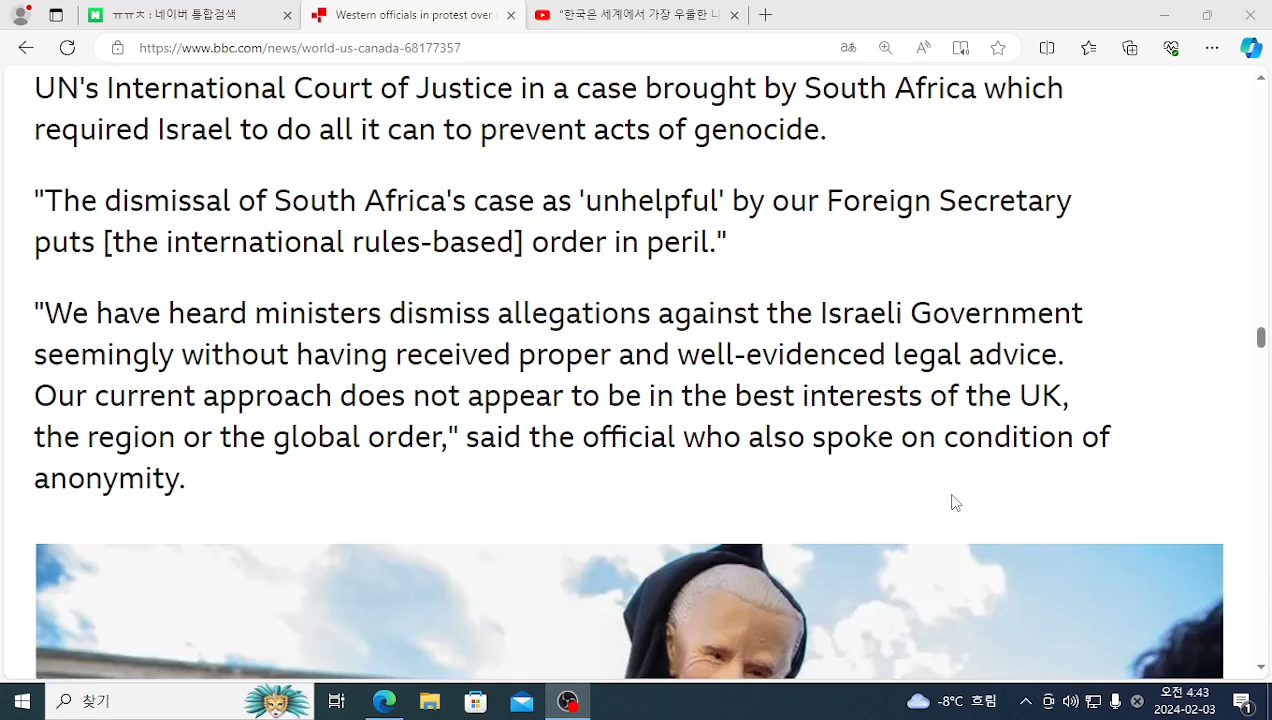 ㅠㅠㅊ : 네이버 통합검색
Western officials in protest over
"한국은 세계에서 가장 우울한 나
https://www.bbc.com/news/world-us-canada-68177357
UN's International Court of Justice in a case brought by South Africa which
required Israel to do all it can to prevent acts of genocide.
"The dismissal of South Africa's case as 'unhelpful' by our Foreign Secretary
puts [the international rules-based] order in peril."
"We have heard ministers dismiss allegations against the Israeli Government
seemingly without having received proper and well-evidenced legal advice.
Our current approach does not appear to be in the best interests of the UK,
the region or the global order," said the official who also spoke on condition of
anonymity.
찾기
-8°C 흐림
오전 4:43
2024-02-03
1